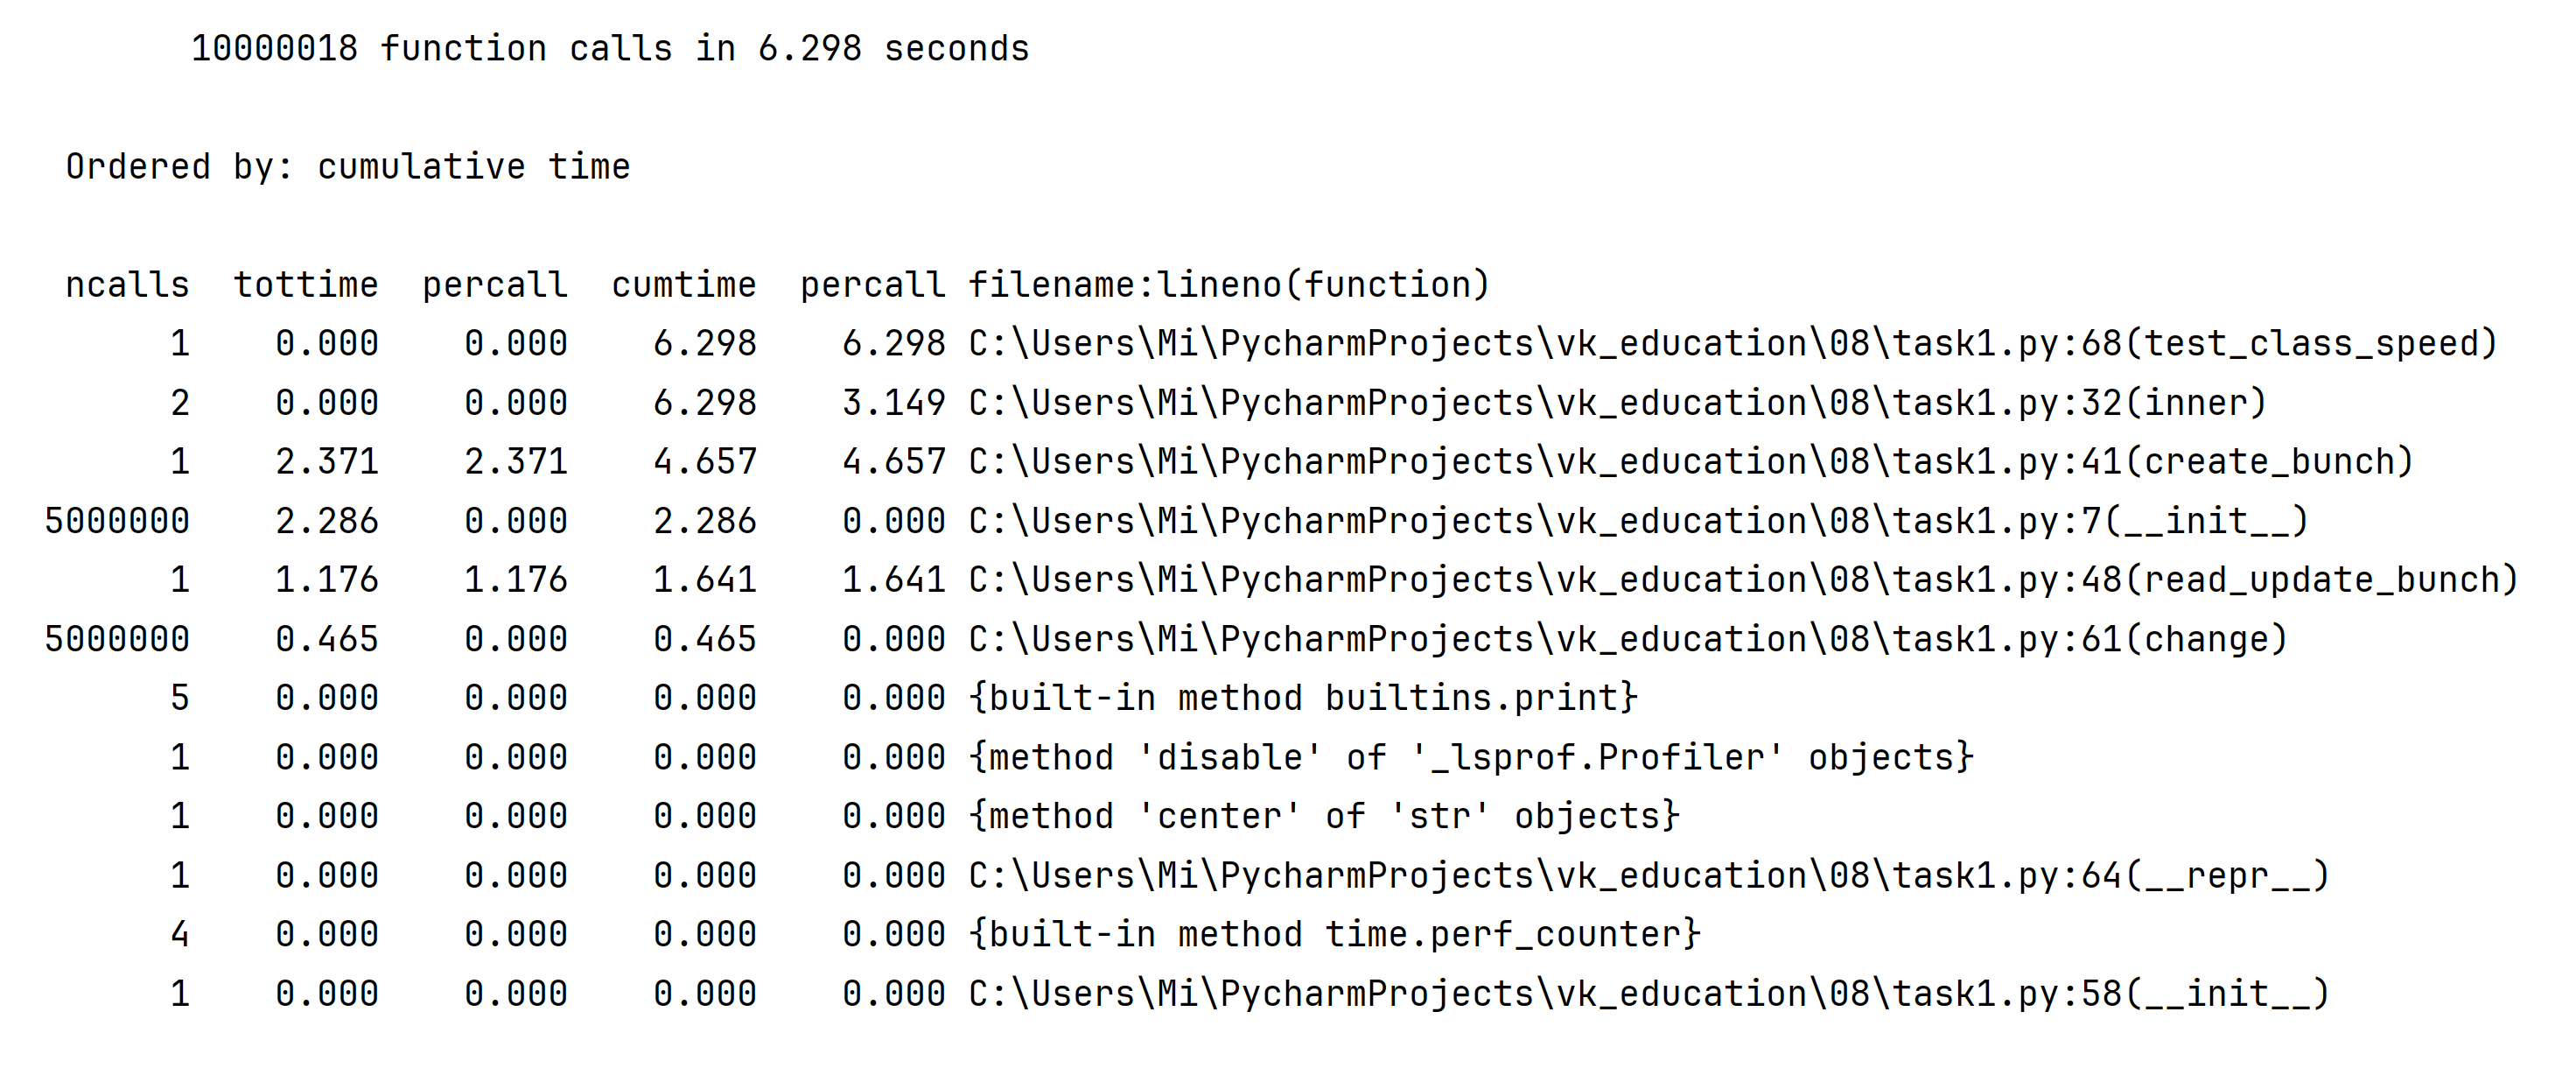 10000018 function calls in 6.298 seconds
Ordered by: cumulative time
ncalls  tottime  percall  cumtime  percall filename:lineno(function)
1    0.000    0.000    6.298    6.298 C:\Users\Mi\PycharmProjects\vk_education\08\task1.py:68(test_class_speed)
2    0.000    0.000    6.298    3.149 C:\Users\Mi\PycharmProjects\vk_education\08\task1.py:32(inner)
1    2.371    2.371    4.657    4.657 C:\Users\Mi\PycharmProjects\vk_education\08\task1.py:41(create_bunch)
5000000    2.286    0.000    2.286    0.000 C:\Users\Mi\PycharmProjects\vk_education\08\task1.py:7(__init__)
1    1.176    1.176    1.641    1.641 C:\Users\Mi\PycharmProjects\vk_education\08\task1.py:48(read_update_bunch)
5000000    0.465    0.000    0.465    0.000 C:\Users\Mi\PycharmProjects\vk_education\08\task1.py:61(change)
5    0.000    0.000    0.000    0.000 {built-in method builtins.print}
1    0.000    0.000    0.000    0.000 {method 'disable' of '_lsprof.Profiler' objects}
1    0.000    0.000    0.000    0.000 {method 'center' of 'str' objects}
1    0.000    0.000    0.000    0.000 C:\Users\Mi\PycharmProjects\vk_education\08\task1.py:64(__repr__)
4    0.000    0.000    0.000    0.000 {built-in method time.perf_counter}
1    0.000    0.000    0.000    0.000 C:\Users\Mi\PycharmProjects\vk_education\08\task1.py:58(__init__)